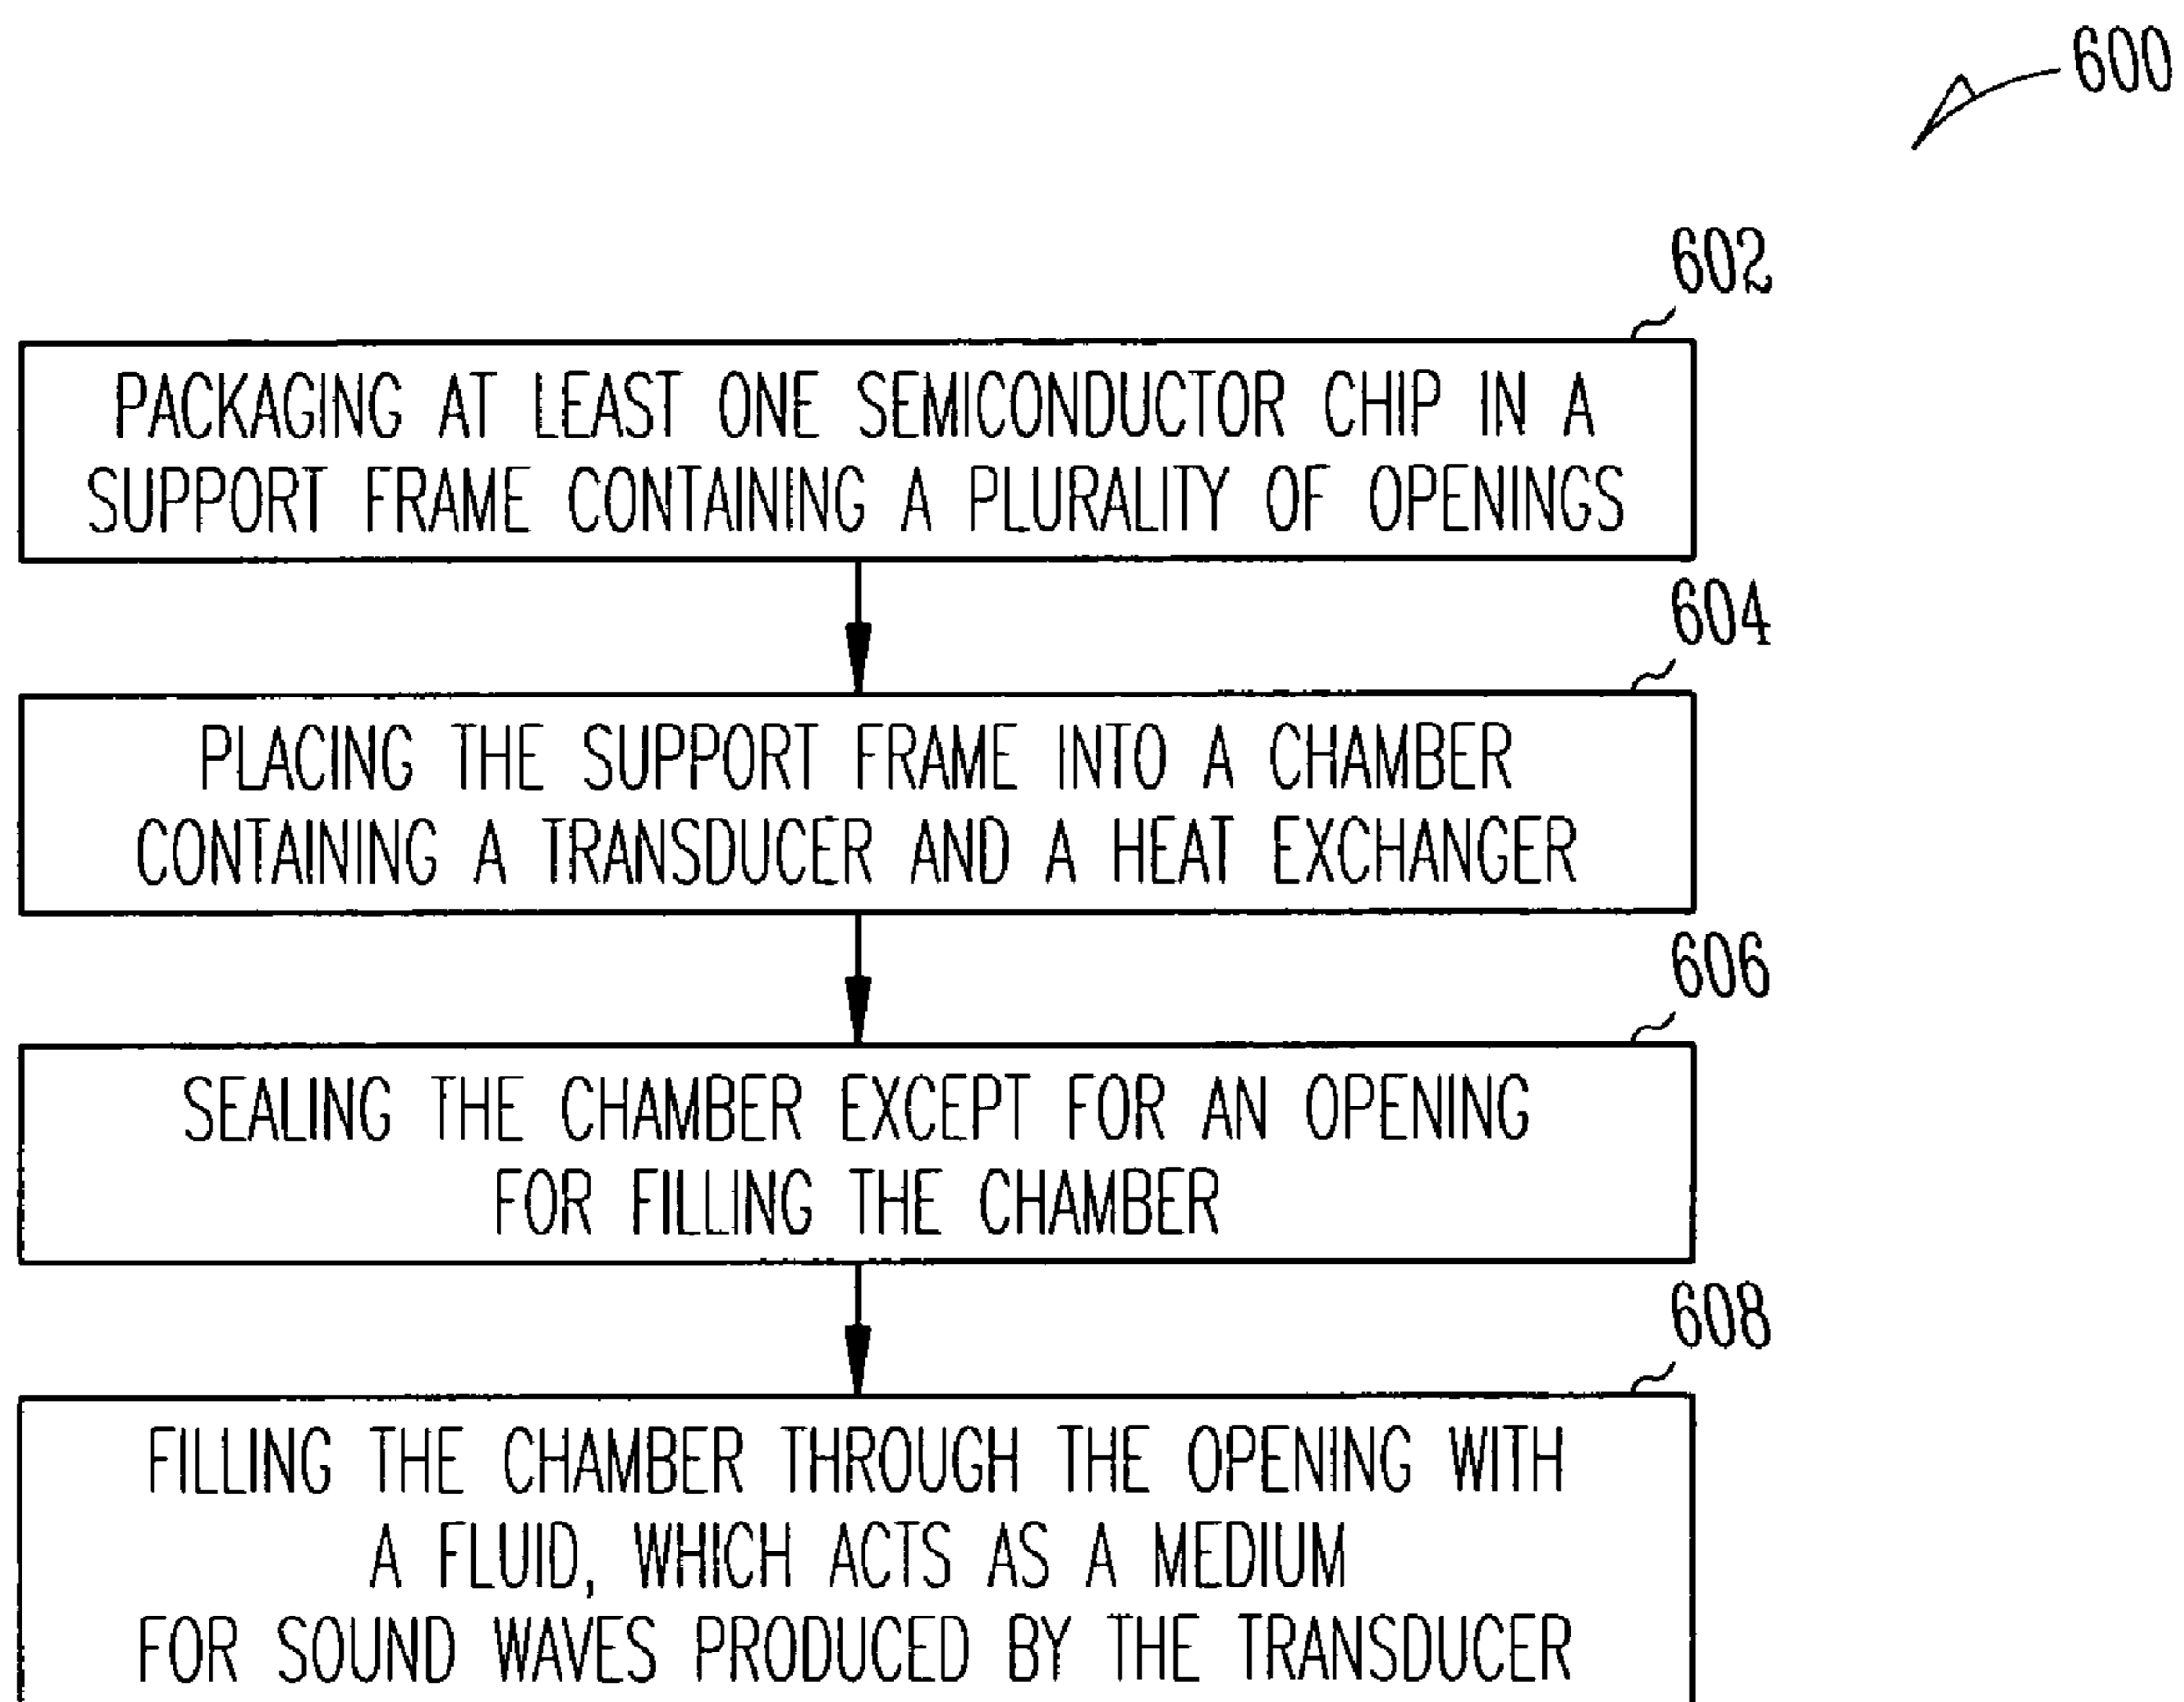 600
602
PACKAGING AT LEAST ONE SEMICONDUCTOR CHIP IN A
SUPPORT FRAME CONTAINING A PLURALITY OF OPENINGS
604
PLACING THE SUPPORT FRAME INTO A CHAMBER
CONTAINING A TRANSDUCER AND A HEAT EXCHANGER
606
SEALING THE CHAMBER EXCEPT FOR AN OPENING
FOR FILLING THE CHAMBER
608
FILLING THE CHAMBER THROUGH THE OPENING WITH
A FLUID, WHICH ACTS AS A MEDIUM
FOR SOUND WAVES PRODUCED BY THE TRANSDUCER